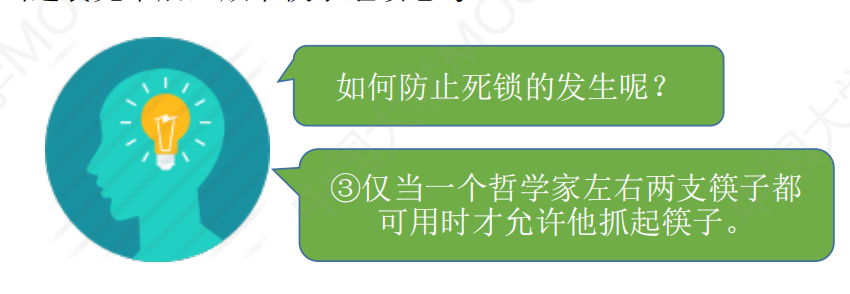 如何防止死锁的发生呢？
③仅当一个哲学家左右两支筷子都
可用时才允许他抓起筷子。